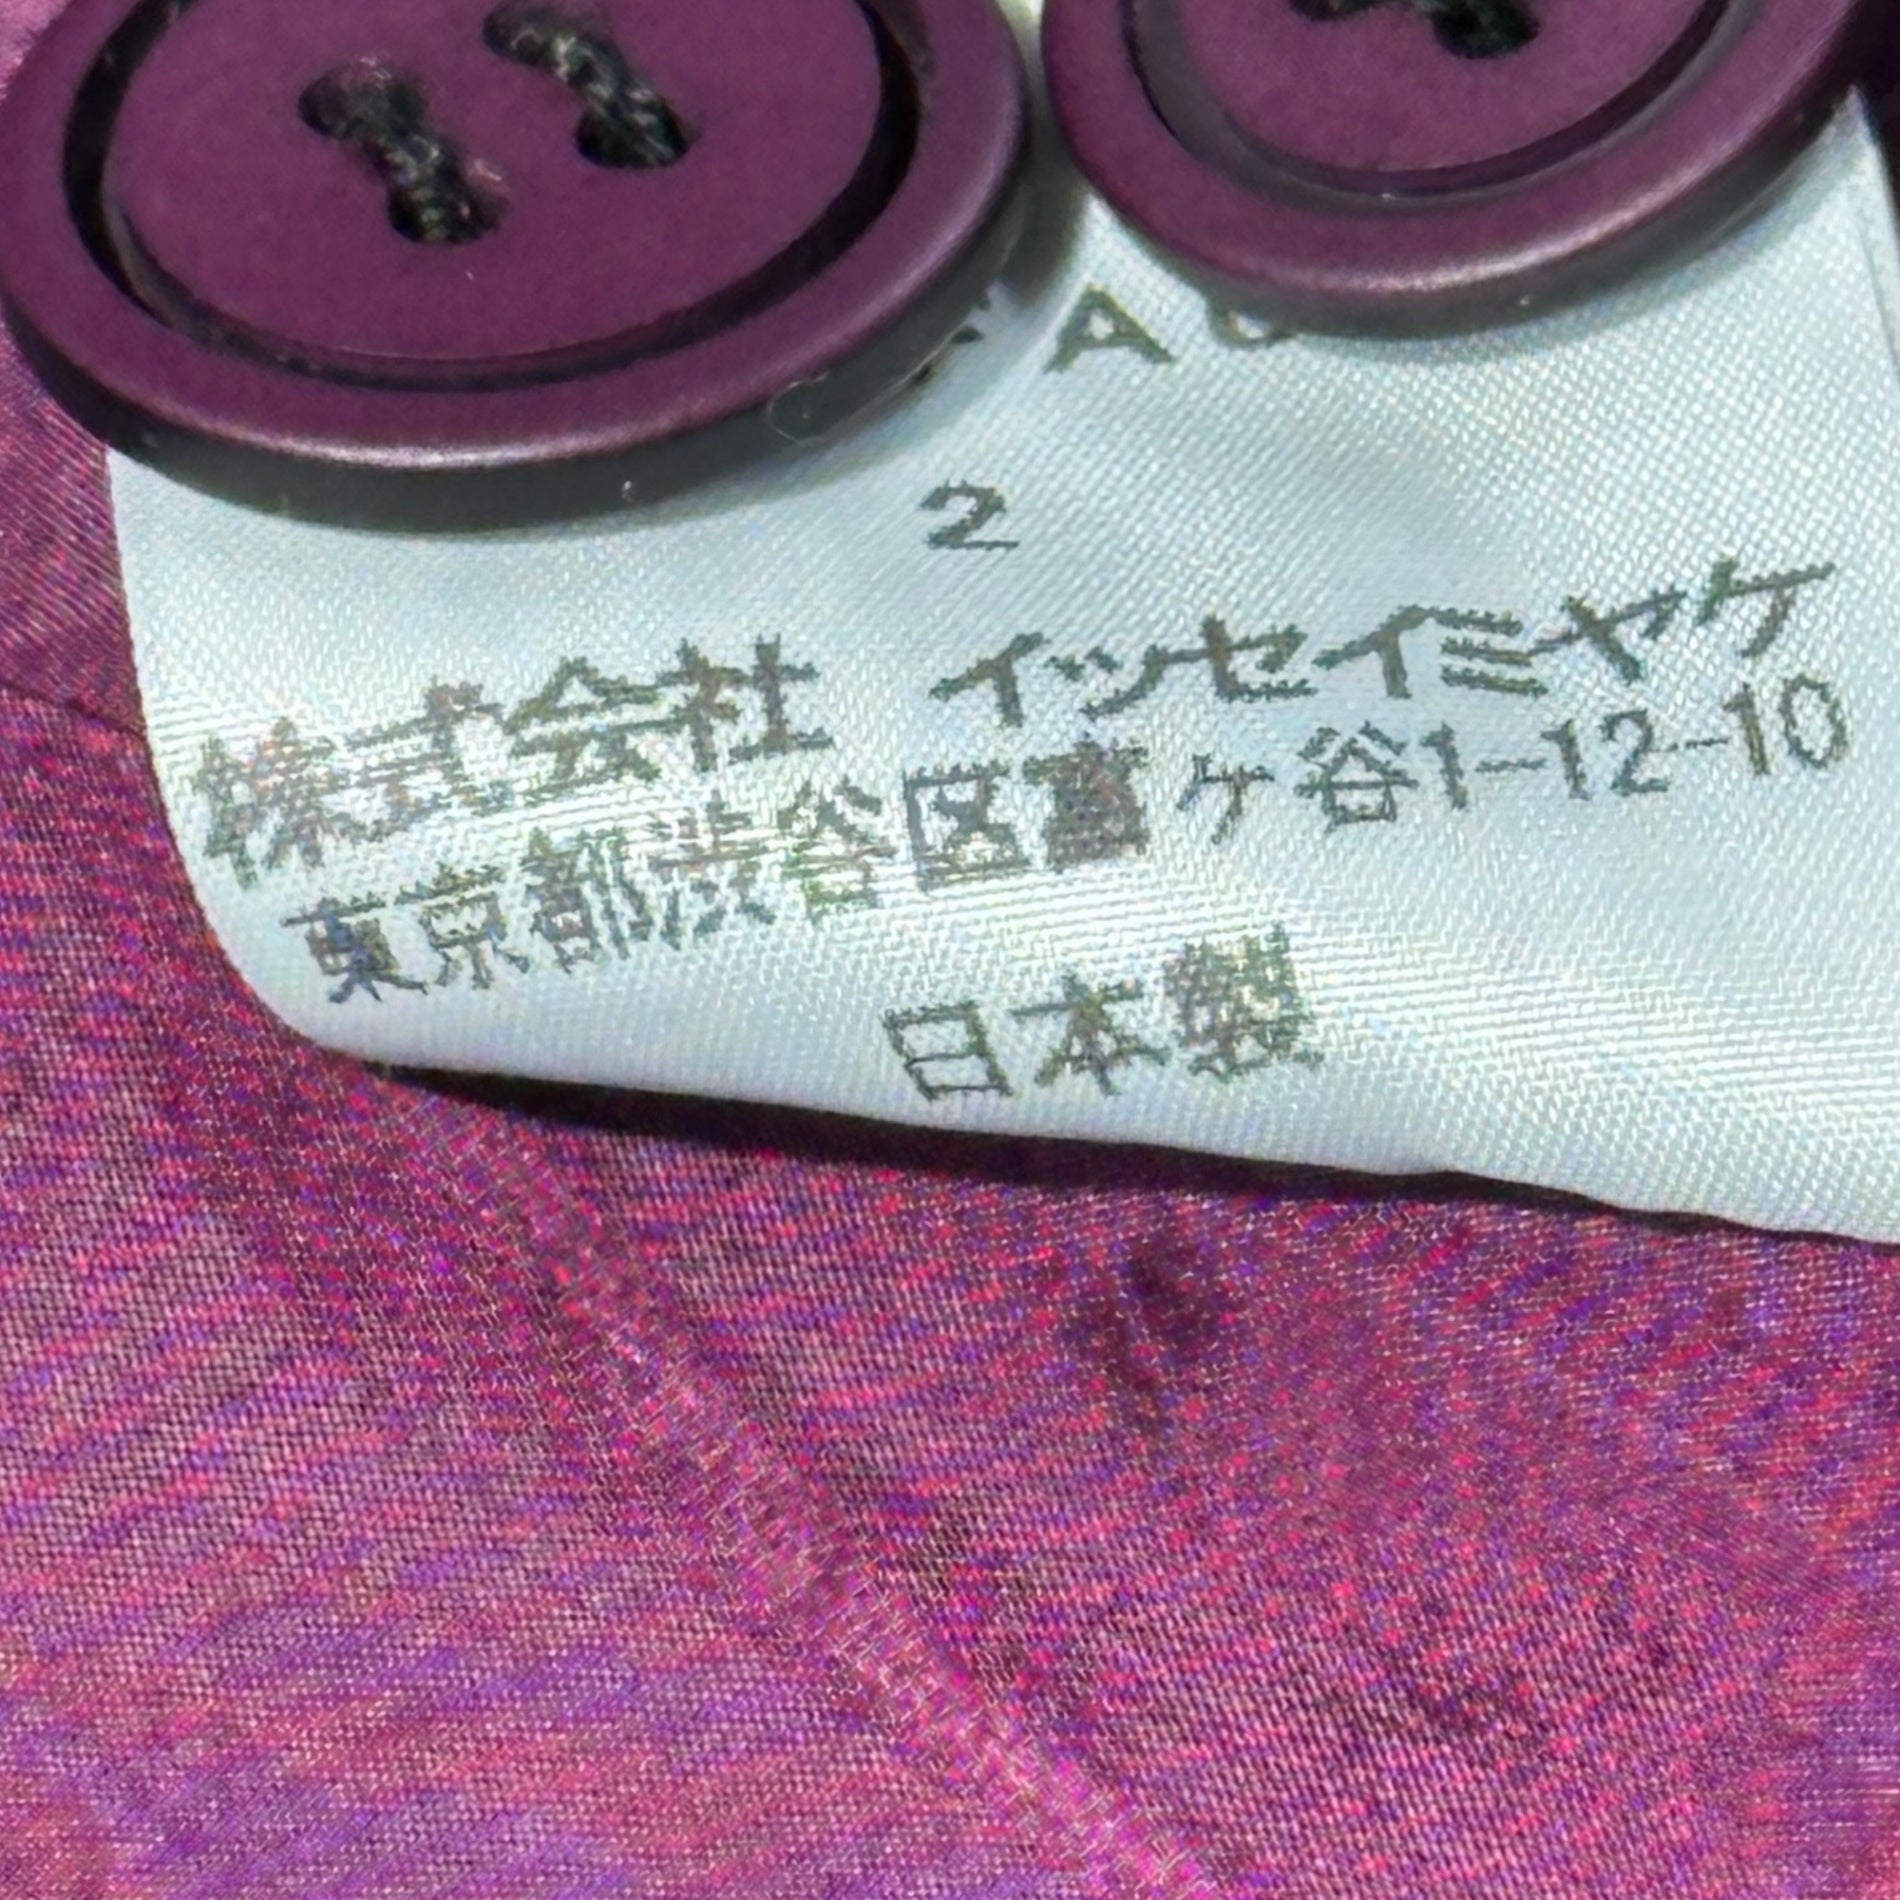 2
株式会社　イッセイミヤケ
東京都渋谷区富ヶ谷1-12-10
日本製